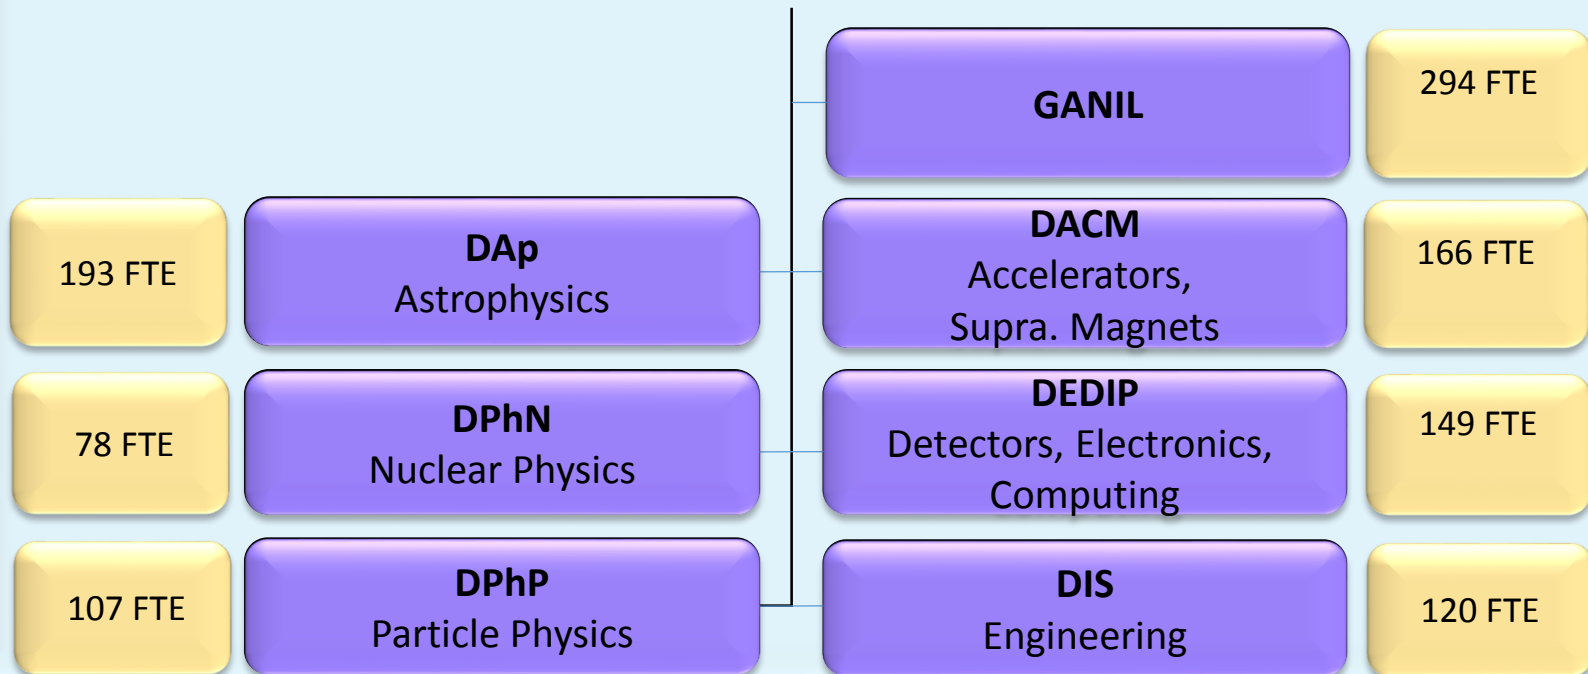 GANIL
294 FTE
193 FTE
DAp
Astrophysics
DACM
Accelerators,
Supra. Magnets
166 FTE
78 FTE
DPhN
Nuclear Physics
DEDIP
Detectors, Electronics,
Computing
149 FTE
107 FTE
DPhP
Particle Physics
DIS
Engineering
120 FTE